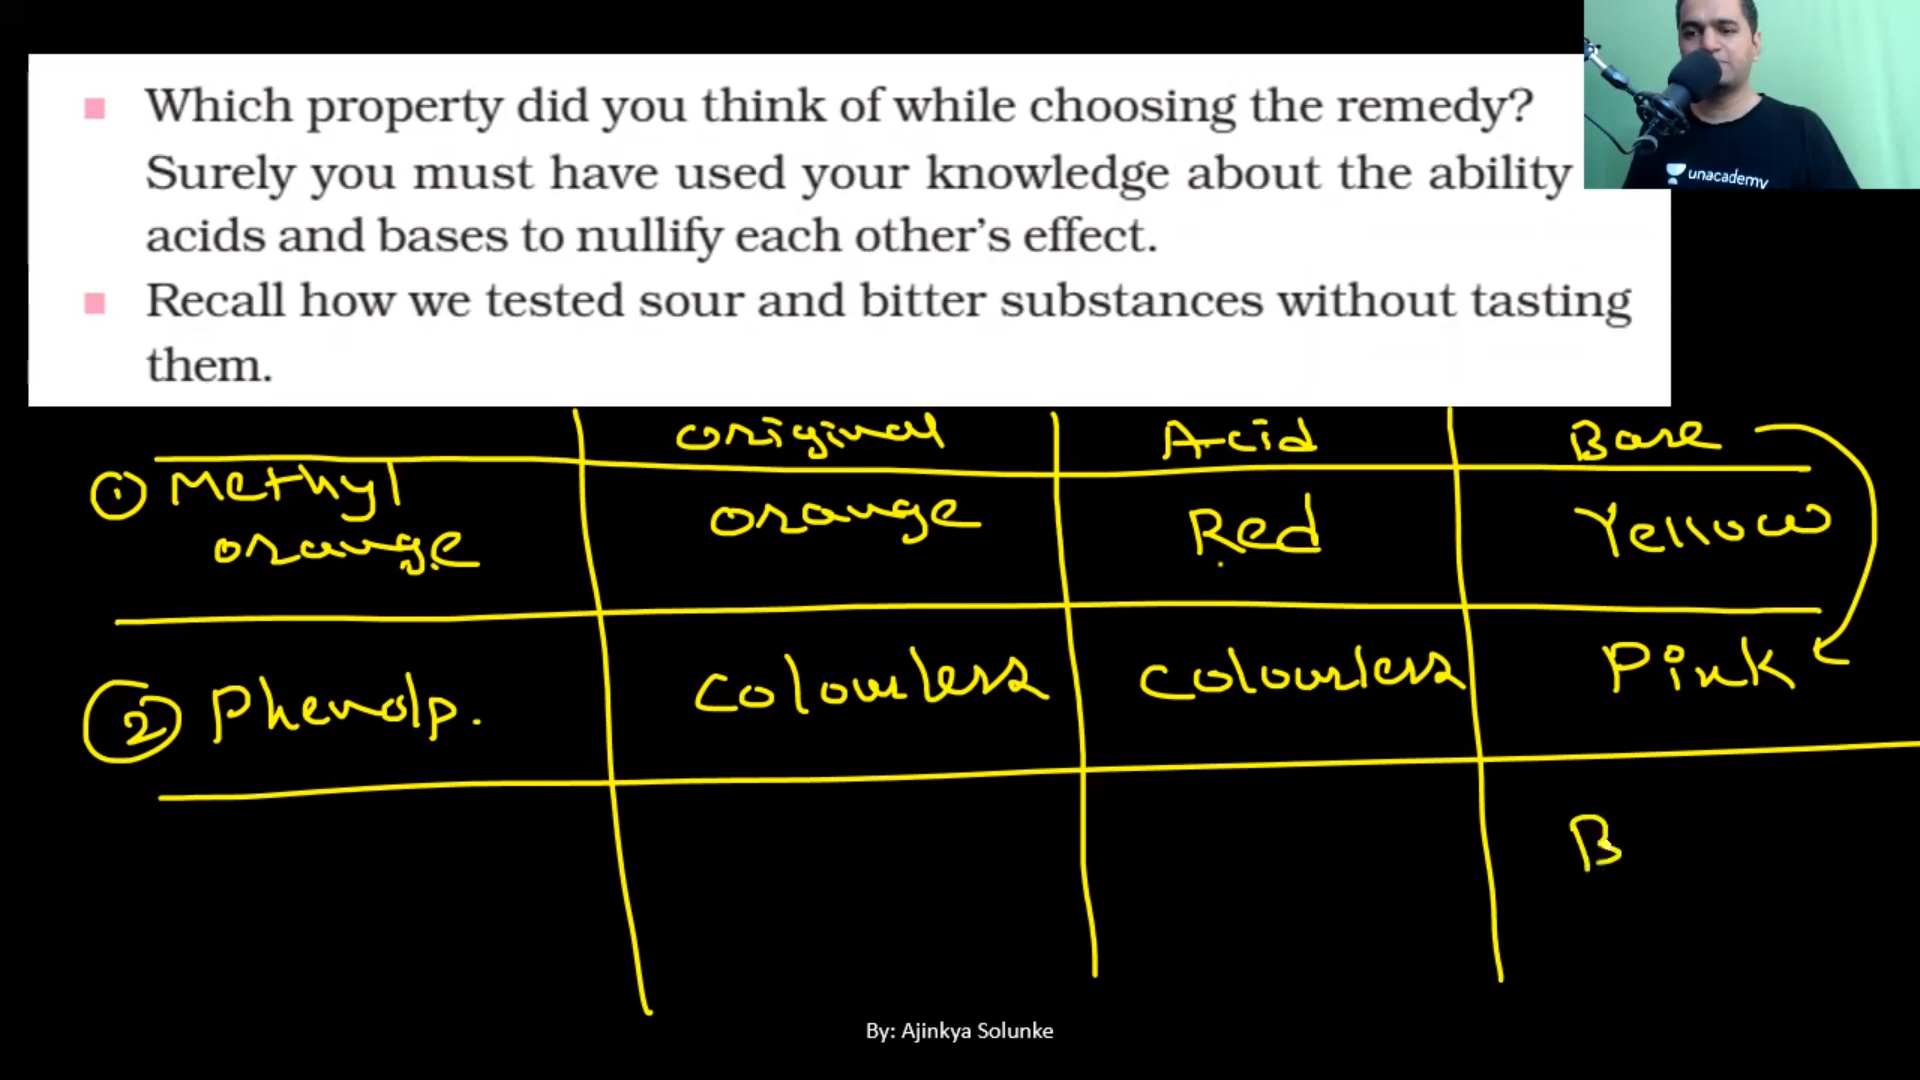 Which property did you think of while choosing the remedy?
Surely you must have used your knowledge about the ability
acids and bases to nullify each other's effect.
Recall how we tested sour and bitter substances without tasting
them.
unacademy
Original Acid Base
① Methyl orange Orange Red Yellow
② Phenolp. Colourless Colourless Pink
B
By: Ajinkya Solunke